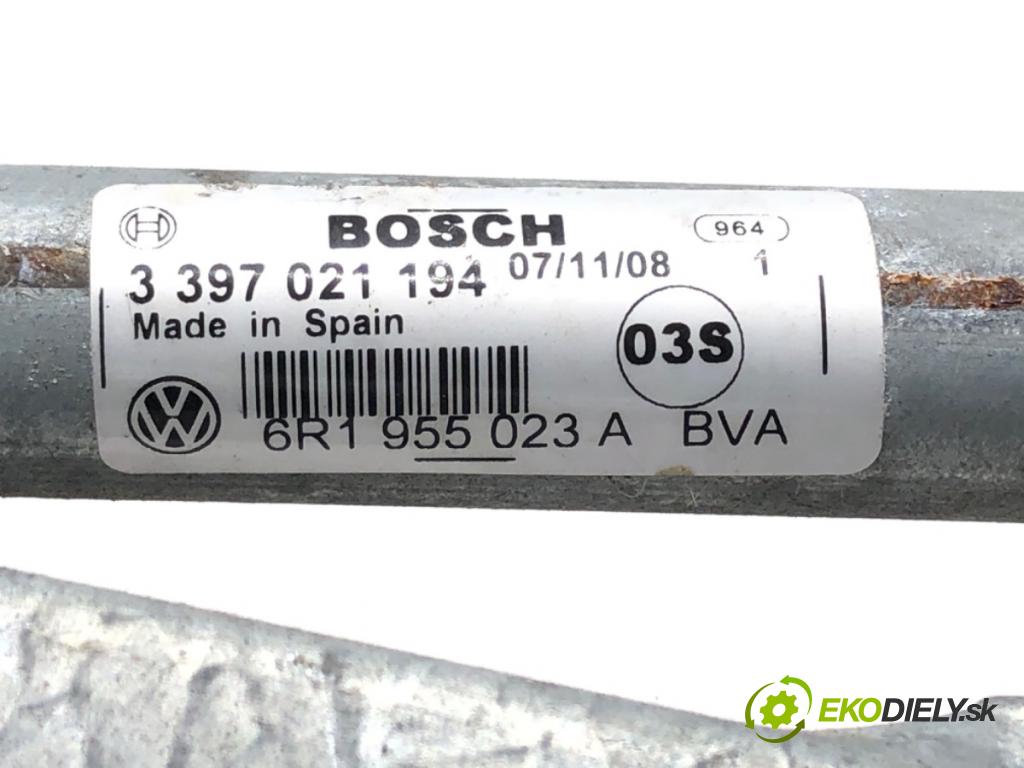 BOSCH 964
3 397 021 194 07/11/08 1
Made in Spain 03S
6R1 955 023 A BVA
EKODIELY.sk